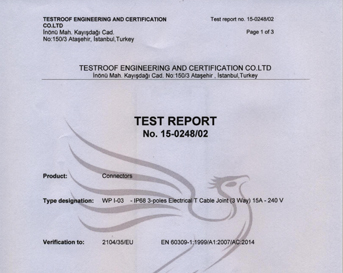 TESTROOF ENGINEERING AND CERTIFICATION Test report no. 15-0248/02
CO.LTD
İnönü Mah. Kayışdağı Cad. Page 1 of 3
No:150/3 Ataşehir, İstanbul,Turkey
TESTROOF ENGINEERING AND CERTIFICATION CO.LTD
İnönü Mah. Kayışdağı Cad. No:150/3 Ataşehir , İstanbul,Turkey
TEST REPORT
No. 15-0248/02
Product: Connectors
Type designation: WP I-03 - IP68 3-poles Electrical T Cable Joint (3 Way) 15A - 240 V
Verification to: 2104/35/EU EN 60309-1:1999/A1:2007/AC:2014